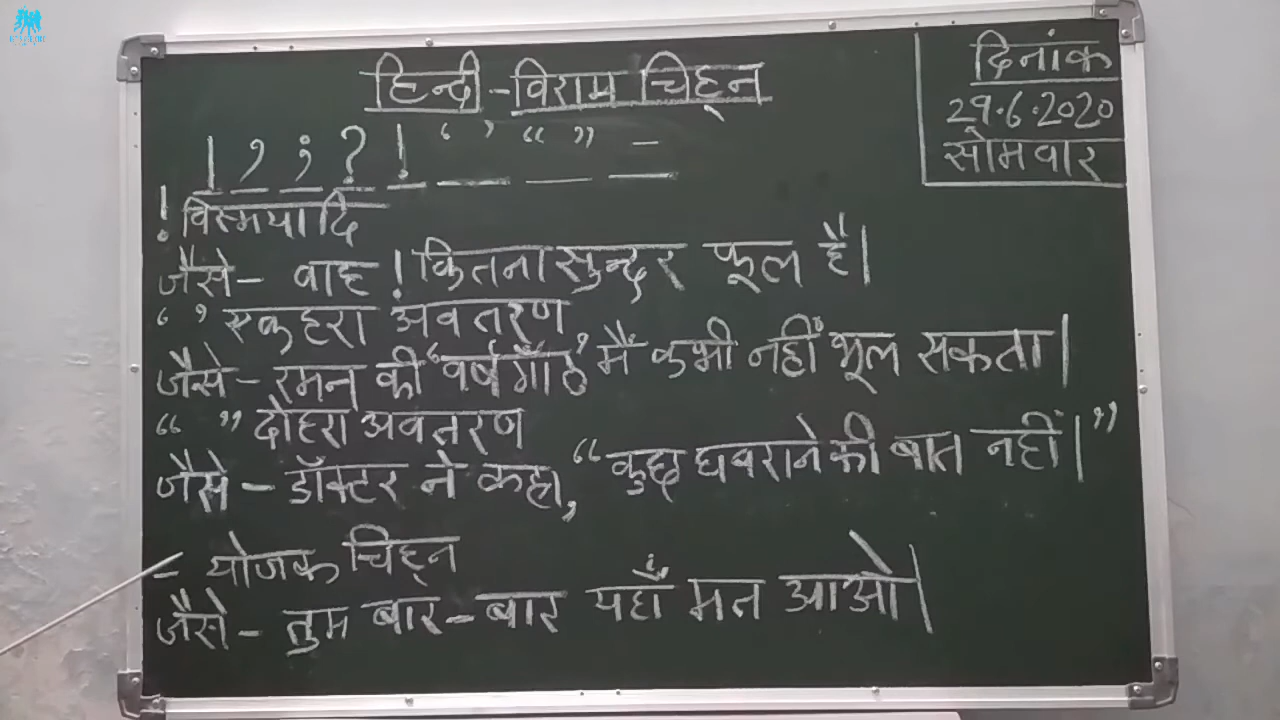 हिन्दी - विराम चिह्न
दिनांक
29.6.2020
सोमवार
। , ; ? ! ‘ ’ “ ” –
! विस्मयादि
जैसे – वाह ! कितना सुन्दर फूल है।
‘ ’ इकहरा अवतरण
जैसे – रमन की ‘वर्षगाँठ’ मैं कभी नहीं भूल सकता।
“ ” दोहरा अवतरण
जैसे – डॉक्टर ने कहा, “कुछ घबराने की बात नहीं।”
– योजक चिह्न
जैसे – तुम बार–बार यहाँ मत आओ।